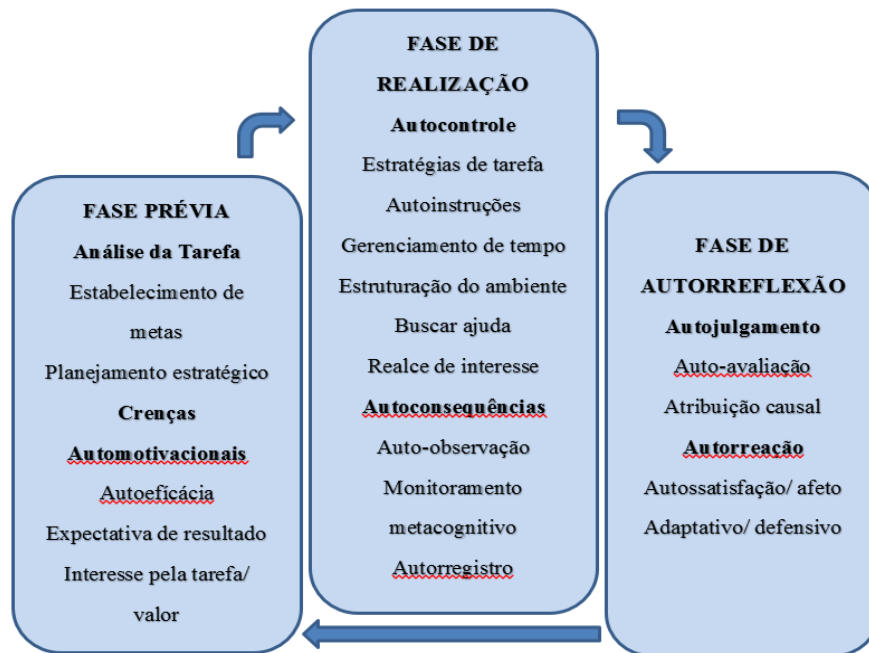 FASE PRÉVIA
Análise da Tarefa
Estabelecimento de
metas
Planejamento estratégico
Crenças
Automotivacionais
Autoefícácia
Expectativa de resultado
Interesse pela tarefa/
valor
FASE DE
REALIZAÇÃO
Autocontrole
Estratégias de tarefa
Autoinstruções
Gerenciamento de tempo
Estruturação do ambiente
Buscar ajuda
Realce de interesse
Autoconsequências
Auto-observação
Monitoramento
metacognitivo
Autorregistro
FASE DE
AUTORREFLEXÃO
Autojulgamento
Auto-avaliação
Atribuição causal
Autorreação
Autossatisfação/ afeto
Adaptativo/ defensivo